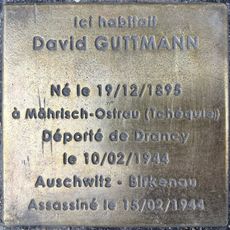 Ici habitait
David GUTTMANN
Né le 19/12/1895
à Mährisch-Ostrau (Tchéquie)
Déporté de Drancy
le 10/02/1944
Auschwitz - Birkenau
Assassiné le 15/02/1944